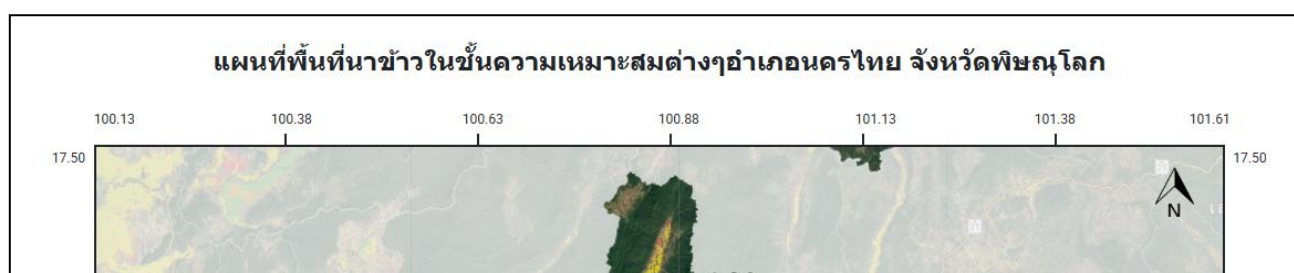 แผนที่พื้นที่นาข้าวในชั้นความเหมาะสมต่างๆอำเภอนครไทย จังหวัดพิษณุโลก
100.13 100.38 100.63 100.88 101.13 101.38 101.61
17.50 17.50
N